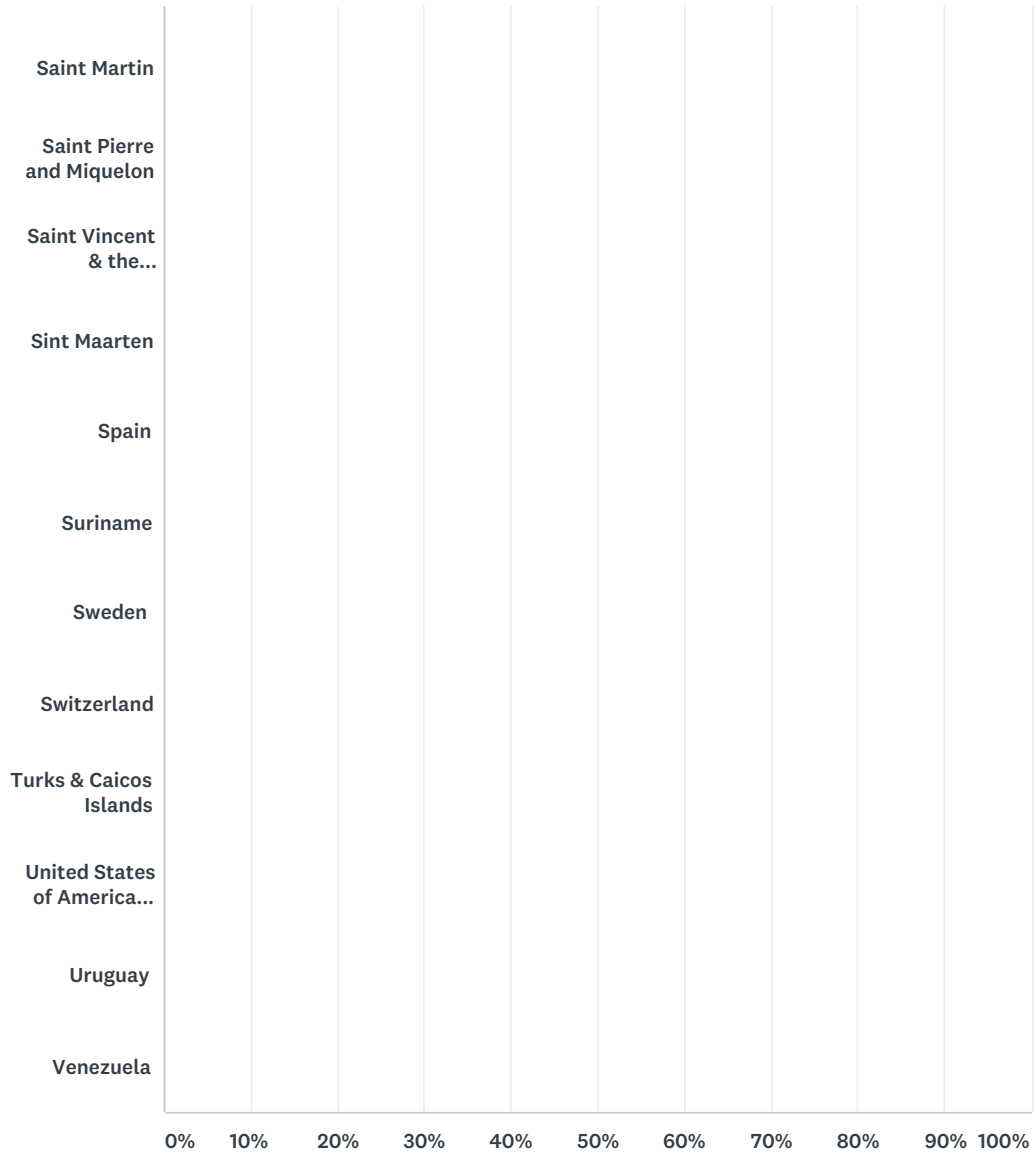 Saint Martin
Saint Pierre
and Miquelon
Saint Vincent
& the...
Sint Maarten
Spain
Suriname
Sweden
Switzerland
Turks & Caicos
Islands
United States
of America...
Uruguay
Venezuela
0% 10% 20% 30% 40% 50% 60% 70% 80% 90% 100%